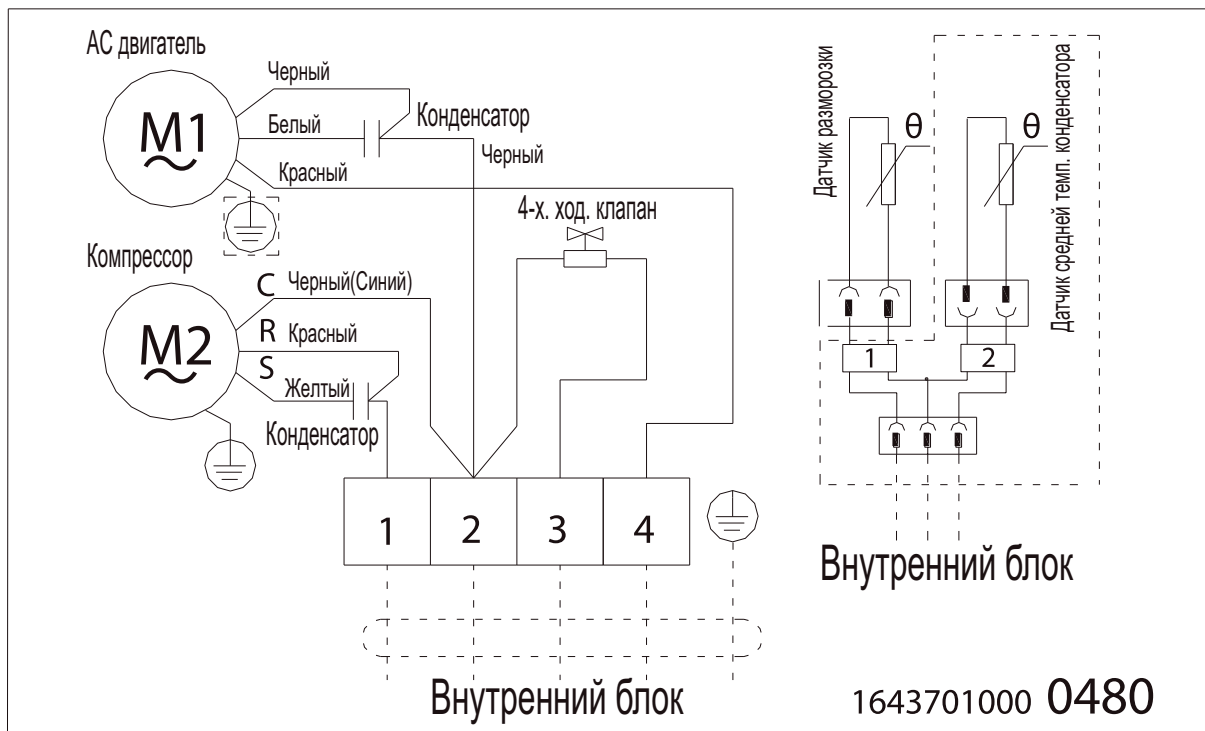 АС двигатель
М1
Черный
Белый
Конденсатор
Черный
Красный
4-х. ход. клапан
Компрессор
М2
C
Черный(Синий)
R
Красный
S
Желтый
Конденсатор
1
2
3
4
Внутренний блок
Датчик разморозки
θ
θ
Датчик средней темп. конденсатора
1
2
Внутренний блок
1643701000 0480